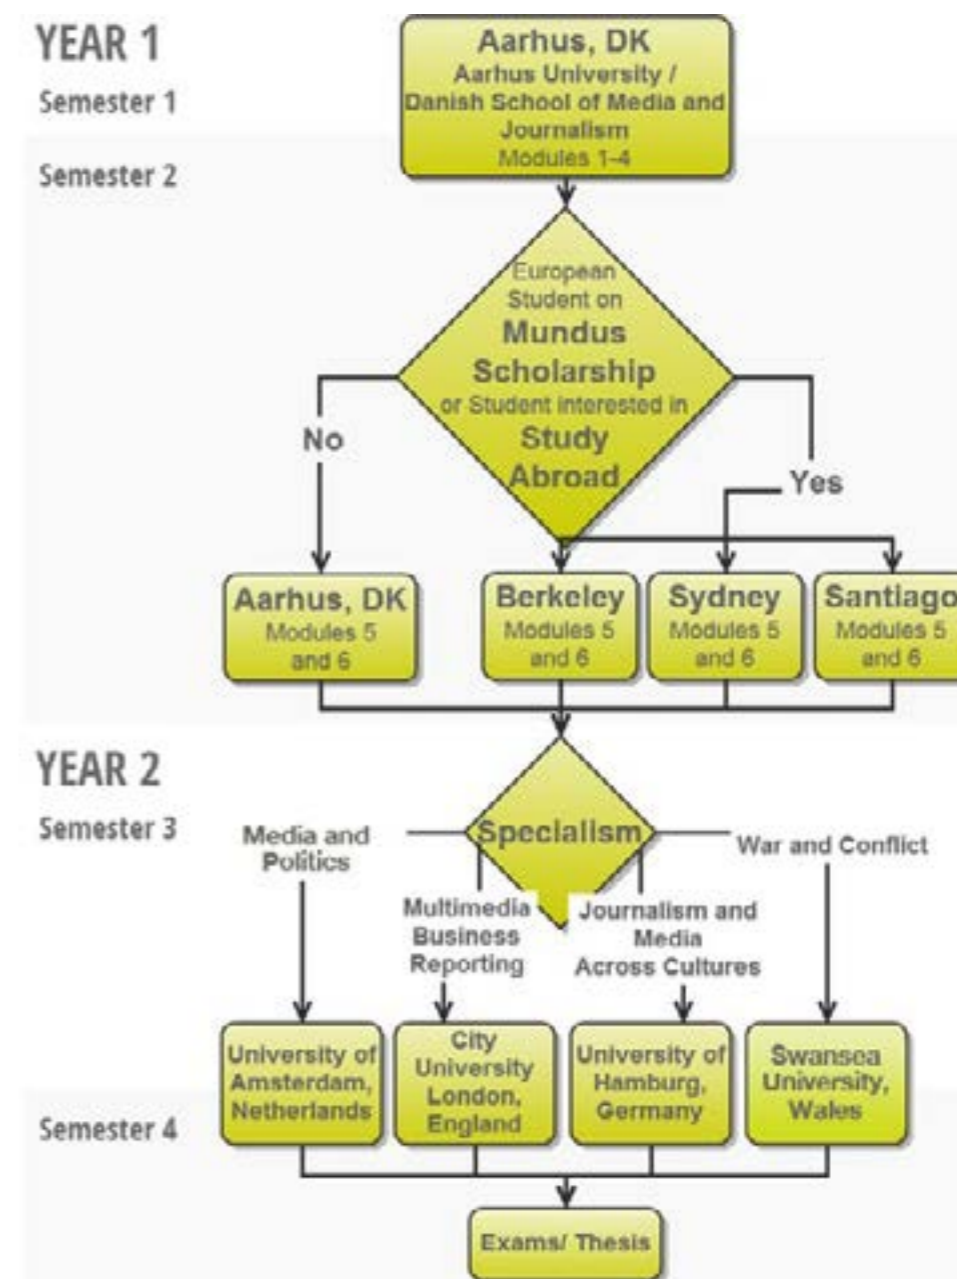 YEAR 1
Semester 1
Aarhus, DK
Aarhus University /
Danish School of Media and
Journalism
Modules 1-4
Semester 2
European
Student on
Mundus
Scholarship
or Student interested in
Study
Abroad
No
Yes
Aarhus, DK
Modules 5
and 6
Berkeley
Modules 5
and 6
Sydney
Modules 5
and 6
Santiago
Modules 5
and 6
YEAR 2
Semester 3
Specialism
Media and
Politics
Multimedia
Business
Reporting
Journalism and
Media
Across Cultures
War and Conflict
University of
Amsterdam,
Netherlands
City
University
London,
England
University of
Hamburg,
Germany
Swansea
University,
Wales
Semester 4
Exams/ Thesis